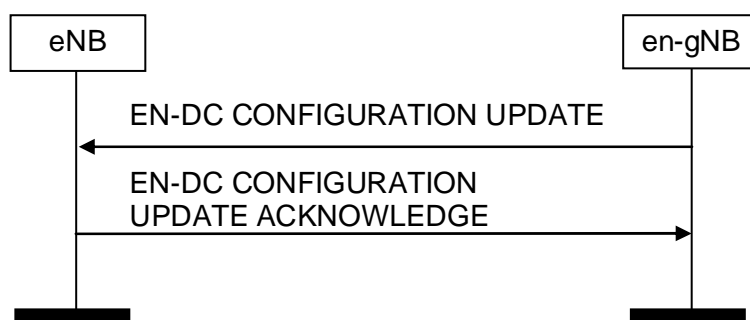 eNB
en-gNB
EN-DC CONFIGURATION UPDATE
EN-DC CONFIGURATION
UPDATE ACKNOWLEDGE